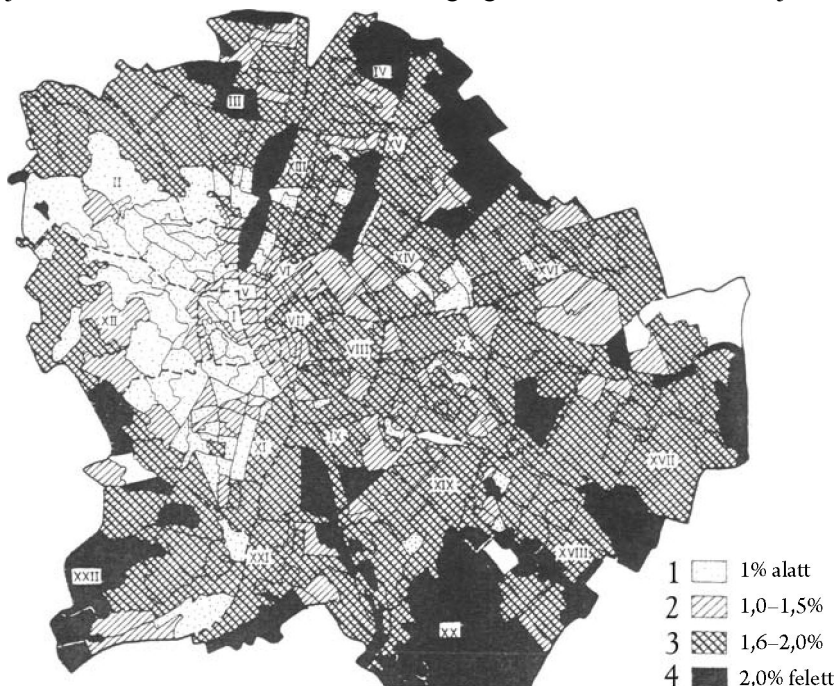 IV
III
XV
XIII
II
VI
XIV
XVI
V
I
XII
VII
VIII
X
XI
IX
XVII
XIX
XXI
XVIII
XXII
XX
1 1% alatt
2 1,0–1,5%
3 1,6–2,0%
4 2,0% felett